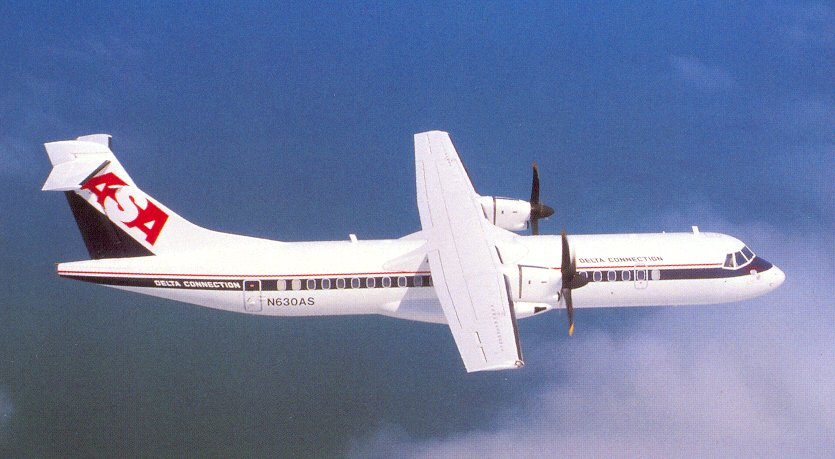 ASA
DELTA CONNECTION
DELTA CONNECTION
N630AS